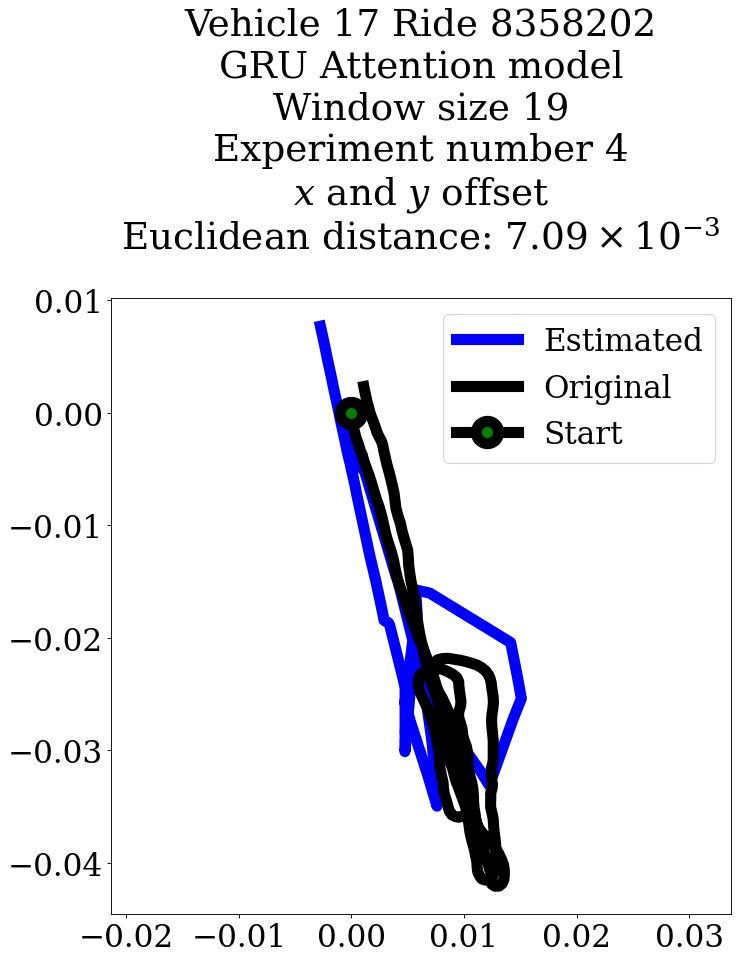 Vehicle 17 Ride 8358202
GRU Attention model
Window size 19
Experiment number 4
x and y offset
Euclidean distance: 7.09 × 10⁻³
0.01
0.00
−0.01
−0.02
−0.03
−0.04
Estimated
Original
Start
−0.02 −0.01 0.00 0.01 0.02 0.03